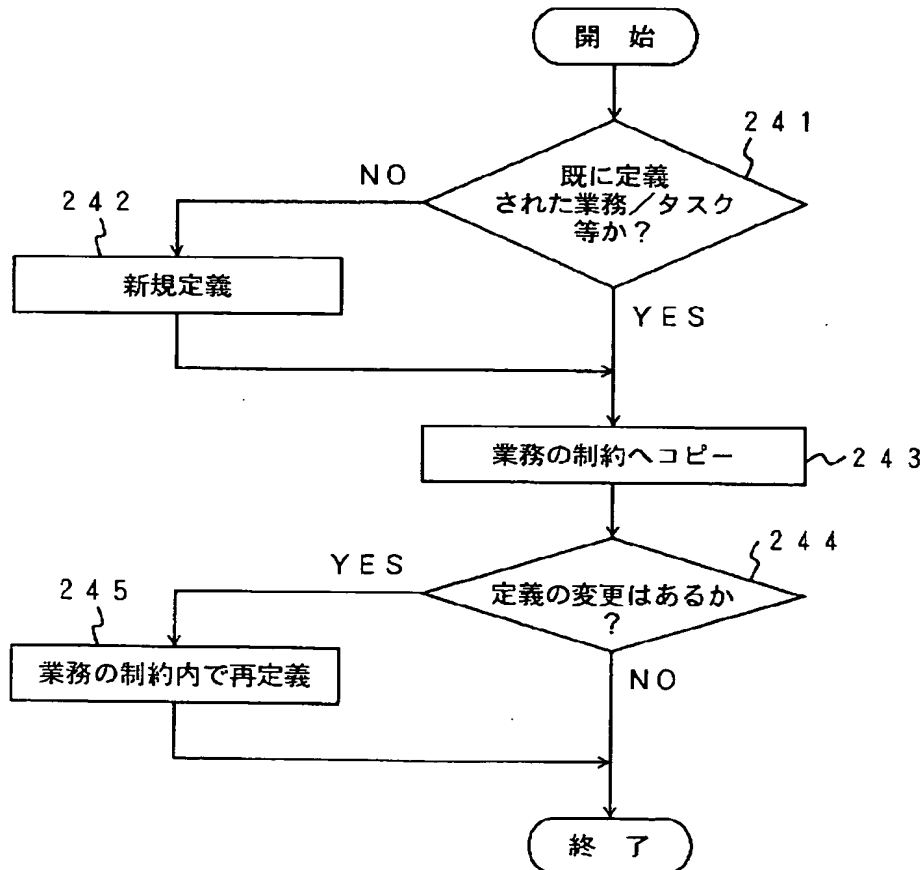 開 始
241
既に定義
された業務／タスク
等か？
NO
242
新規定義
YES
業務の制約へコピー
243
244
YES
定義の変更はあるか
？
245
業務の制約内で再定義
NO
終 了